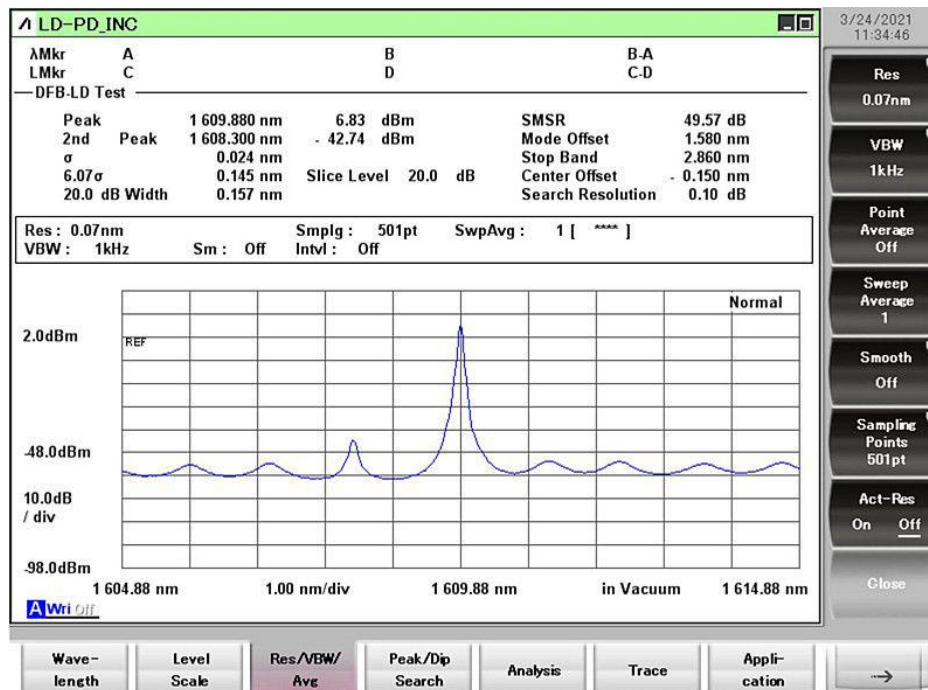 LD-PD_INC
3/24/2021
11:34:46
λMkr A B B-A
LMkr C D C-D
DFB-LD Test
Peak 1 609.880 nm 6.83 dBm SMSR 49.57 dB
2nd Peak 1 608.300 nm - 42.74 dBm Mode Offset 1.580 nm
σ 0.024 nm Stop Band 2.860 nm
6.07σ 0.145 nm Slice Level 20.0 dB Center Offset - 0.150 nm
20.0 dB Width 0.157 nm Search Resolution 0.10 dB
Res : 0.07nm Smplg : 501pt SwpAvg : 1 [ **** ]
VBW : 1kHz Sm : Off Intvl : Off
Normal
2.0dBm
REF
-48.0dBm
10.0dB
/ div
-98.0dBm
1 604.88 nm 1.00 nm/div 1 609.88 nm in Vacuum 1 614.88 nm
A Wri Off
Res
0.07nm
VBW
1kHz
Point
Average
Off
Sweep
Average
1
Smooth
Off
Sampling
Points
501pt
Act-Res
On Off
Close
Wave-
length
Level
Scale
Res/VBW/
Avg
Peak/Dip
Search
Analysis
Trace
Appli-
cation
→